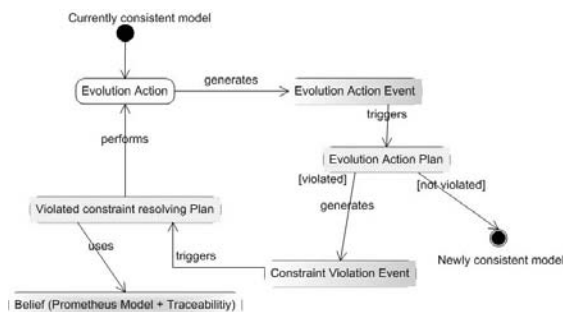 Currently consistent model
Evolution Action
generates
Evolution Action Event
triggers
Evolution Action Plan
performs
[violated]
[not violated]
generates
Violated constraint resolving Plan
uses
triggers
Constraint Violation Event
Newly consistent model
Belief (Prometheus Model + Traceabilitiy)